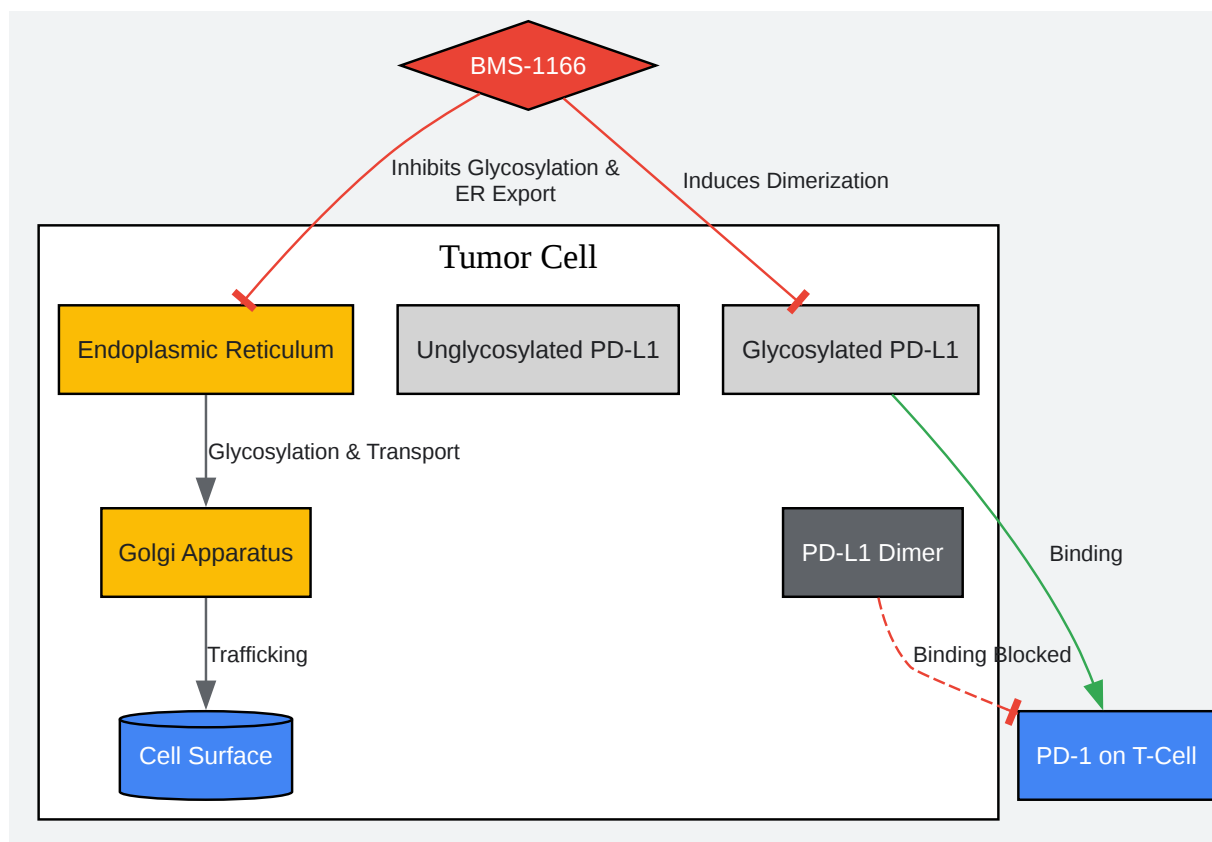 BMS-1166
Inhibits Glycosylation &
ER Export
Induces Dimerization
Tumor Cell
Endoplasmic Reticulum
Unglycosylated PD-L1
Glycosylated PD-L1
Glycosylation & Transport
Golgi Apparatus
PD-L1 Dimer
Binding
Trafficking
Binding Blocked
Cell Surface
PD-1 on T-Cell